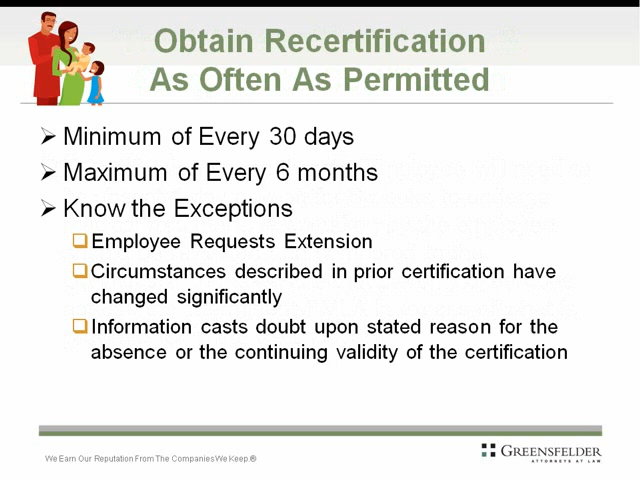 Obtain Recertification
As Often As Permitted
Minimum of Every 30 days
Maximum of Every 6 months
Know the Exceptions
Employee Requests Extension
Circumstances described in prior certification have
changed significantly
Information casts doubt upon stated reason for the
absence or the continuing validity of the certification
We Earn Our Reputation From The Companies We Keep.®
GREENSFELDER
ATTORNEYS AT LAW